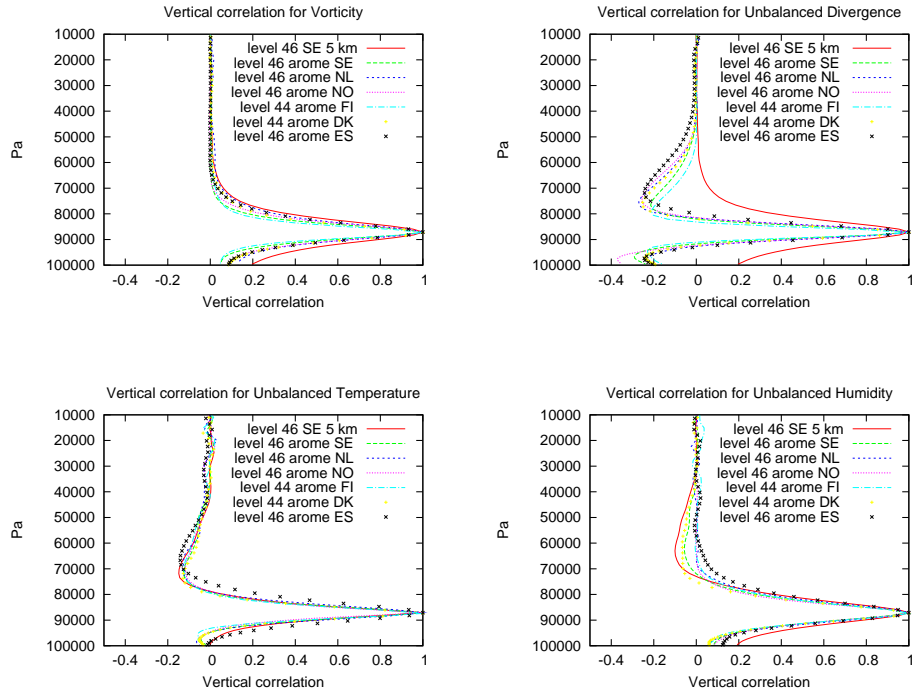 Vertical correlation for Vorticity
10000
20000
30000
40000
50000
60000
70000
80000
90000
100000
Pa
level 46 SE 5 km
level 46 arome SE
level 46 arome NL
level 46 arome NO
level 44 arome FI
level 44 arome DK
level 46 arome ES
-0.4 -0.2 0 0.2 0.4 0.6 0.8 1
Vertical correlation
Vertical correlation for Unbalanced Divergence
10000
20000
30000
40000
50000
60000
70000
80000
90000
100000
Pa
level 46 SE 5 km
level 46 arome SE
level 46 arome NL
level 46 arome NO
level 44 arome FI
level 44 arome DK
level 46 arome ES
-0.4 -0.2 0 0.2 0.4 0.6 0.8 1
Vertical correlation
Vertical correlation for Unbalanced Temperature
10000
20000
30000
40000
50000
60000
70000
80000
90000
100000
Pa
level 46 SE 5 km
level 46 arome SE
level 46 arome NL
level 46 arome NO
level 44 arome FI
level 44 arome DK
level 46 arome ES
-0.4 -0.2 0 0.2 0.4 0.6 0.8 1
Vertical correlation
Vertical correlation for Unbalanced Humidity
10000
20000
30000
40000
50000
60000
70000
80000
90000
100000
Pa
level 46 SE 5 km
level 46 arome SE
level 46 arome NL
level 46 arome NO
level 44 arome FI
level 44 arome DK
level 46 arome ES
-0.4 -0.2 0 0.2 0.4 0.6 0.8 1
Vertical correlation